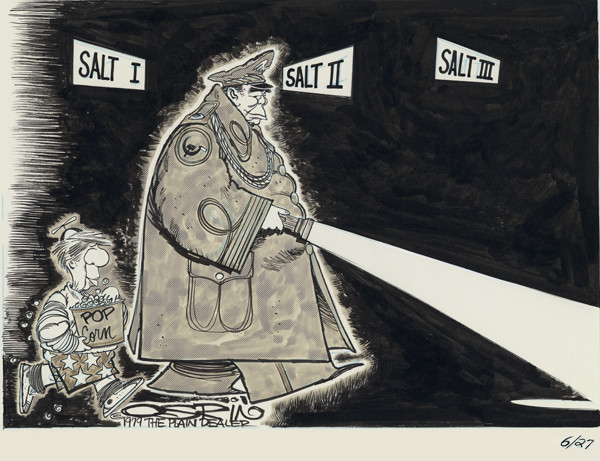 SALT I
SALT II
SALT III
POP
Corn
OSRIN
1979 THE PLAIN DEALER
6/27